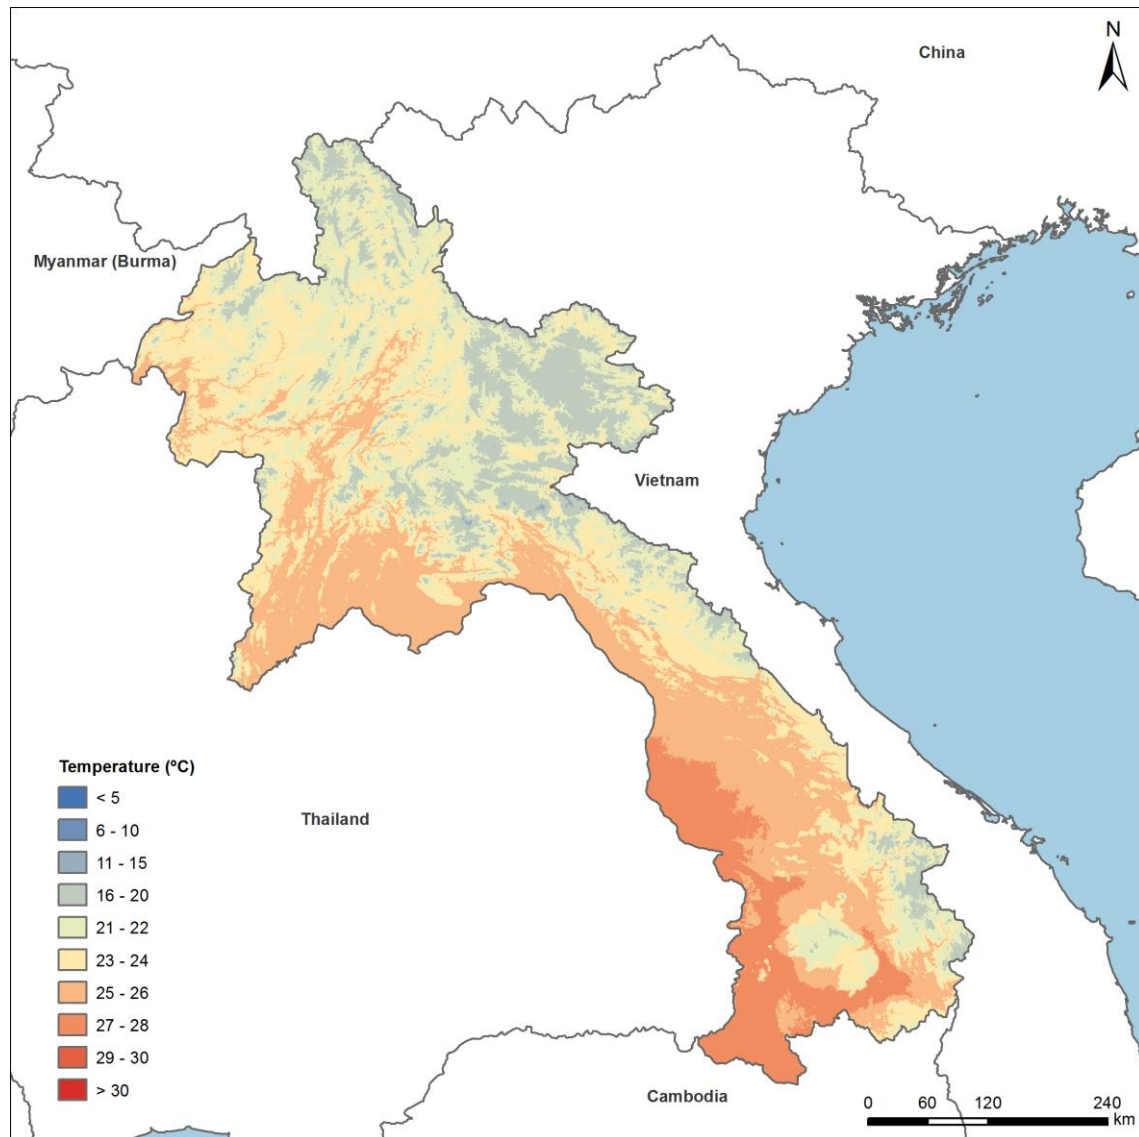 N
China
Myanmar (Burma)
Vietnam
Temperature (ºC)
< 5
6 - 10
11 - 15
16 - 20
21 - 22
23 - 24
25 - 26
27 - 28
29 - 30
> 30
Thailand
Cambodia
0 60 120 240
km